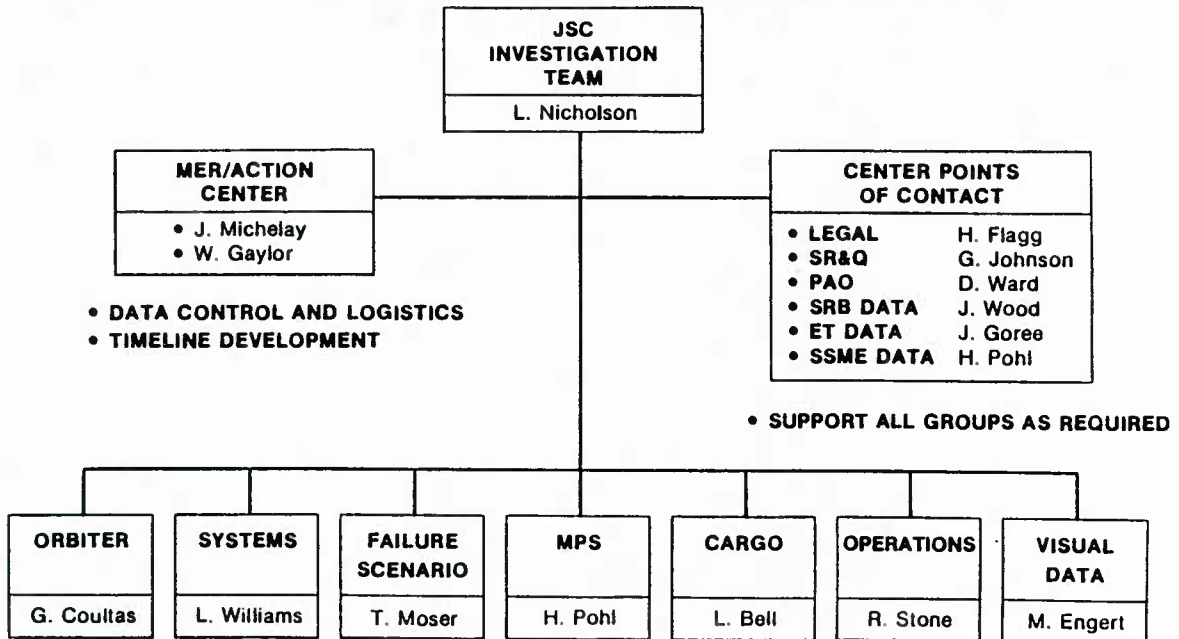 JSC
INVESTIGATION
TEAM
L. Nicholson
MER/ACTION
CENTER
• J. Michelay
• W. Gaylor
• DATA CONTROL AND LOGISTICS
• TIMELINE DEVELOPMENT
CENTER POINTS
OF CONTACT
• LEGAL H. Flagg
• SR&Q G. Johnson
• PAO D. Ward
• SRB DATA J. Wood
• ET DATA J. Goree
• SSME DATA H. Pohl
• SUPPORT ALL GROUPS AS REQUIRED
ORBITER
G. Coultas
SYSTEMS
L. Williams
FAILURE
SCENARIO
T. Moser
MPS
H. Pohl
CARGO
L. Bell
OPERATIONS
R. Stone
VISUAL
DATA
M. Engert